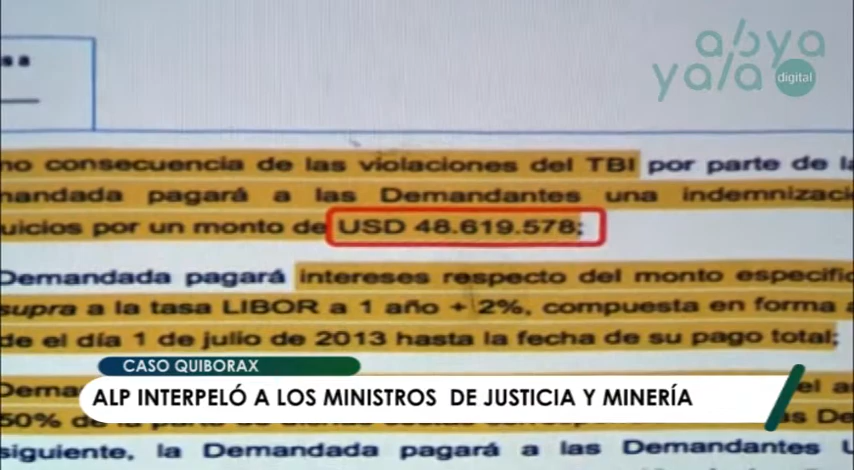 abya
yala
digital
no consecuencia de las violaciones del TBI por parte de la
mandada pagará a las Demandantes una
uicios por un monto de USD 48.619.578;
Demandada pagará intereses respecto del monto
supra a la tasa LIBOR a 1 año + 2%, compuesta en forma a
de el día 1 de julio de 2013 hasta la fecha de su pago total;
CASO QUIBORAX
ALP INTERPELÓ A LOS MINISTROS DE JUSTICIA Y MINERÍA
50% de
siguiente, la Demandada pagará a las Demandantes U